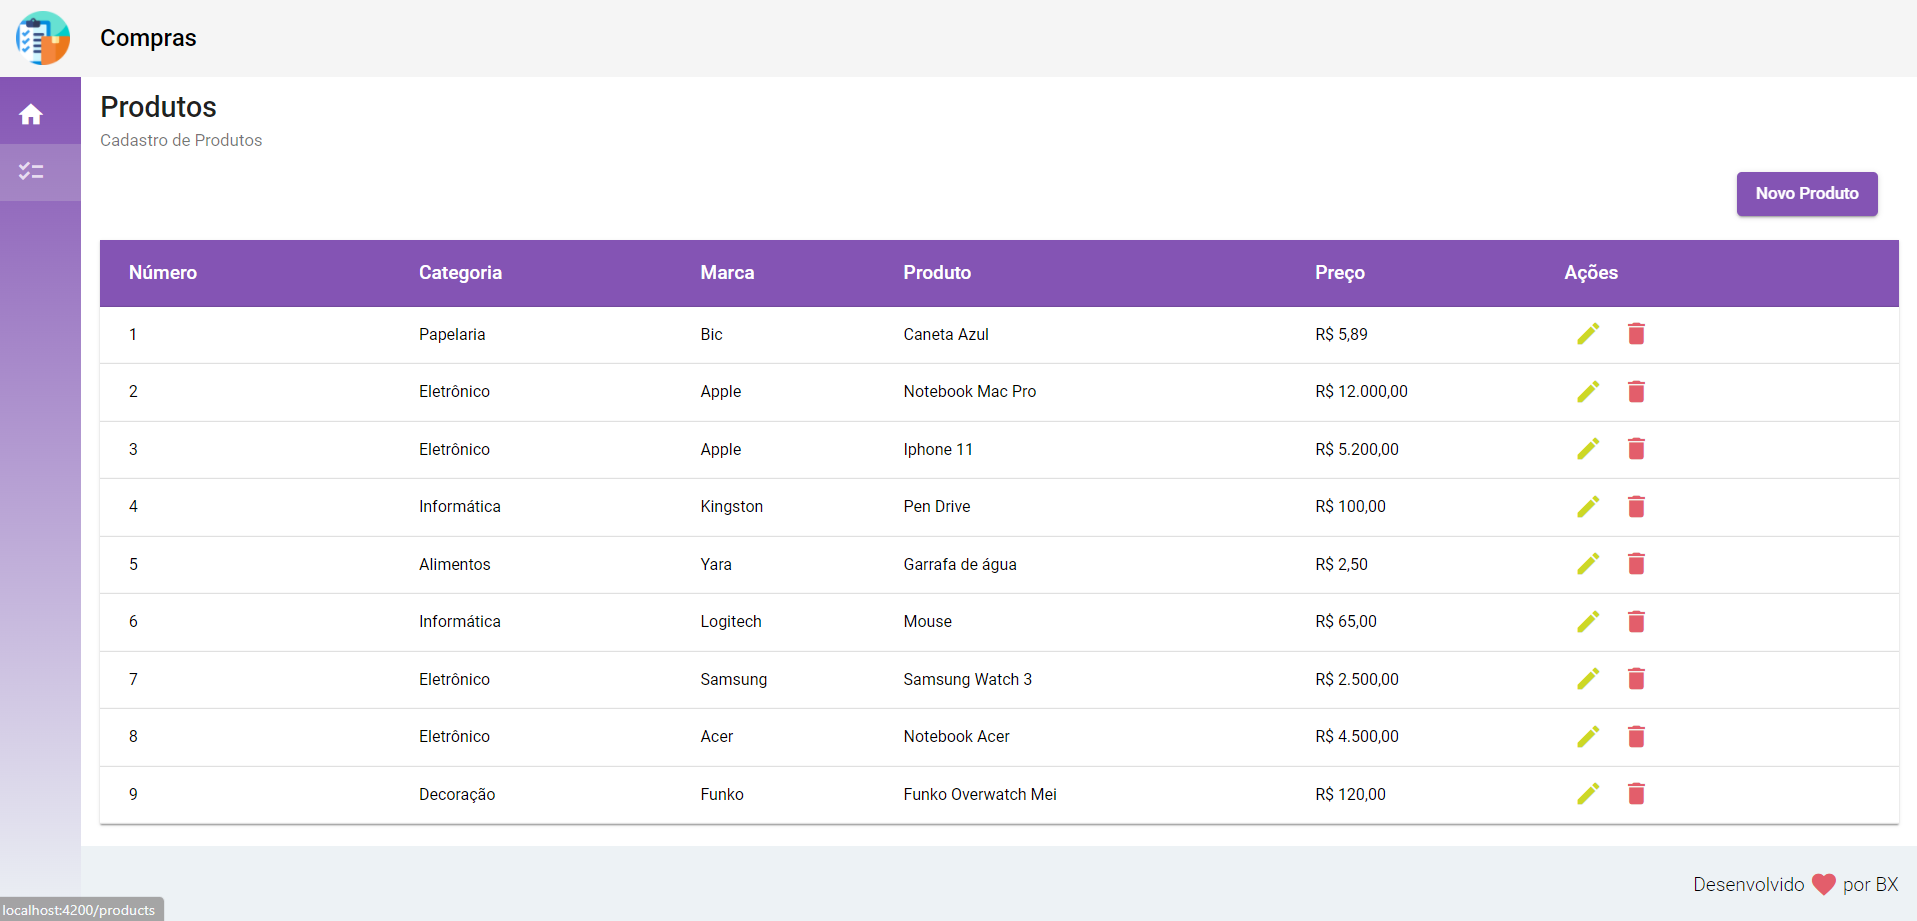 Compras
Produtos
Cadastro de Produtos
Novo Produto
Número Categoria Marca Produto Preço Ações
1 Papelaria Bic Caneta Azul R$ 5,89
2 Eletrônico Apple Notebook Mac Pro R$ 12.000,00
3 Eletrônico Apple Iphone 11 R$ 5.200,00
4 Informática Kingston Pen Drive R$ 100,00
5 Alimentos Yara Garrafa de água R$ 2,50
6 Informática Logitech Mouse R$ 65,00
7 Eletrônico Samsung Samsung Watch 3 R$ 2.500,00
8 Eletrônico Acer Notebook Acer R$ 4.500,00
9 Decoração Funko Funko Overwatch Mei R$ 120,00
Desenvolvido por BX
localhost:4200/products